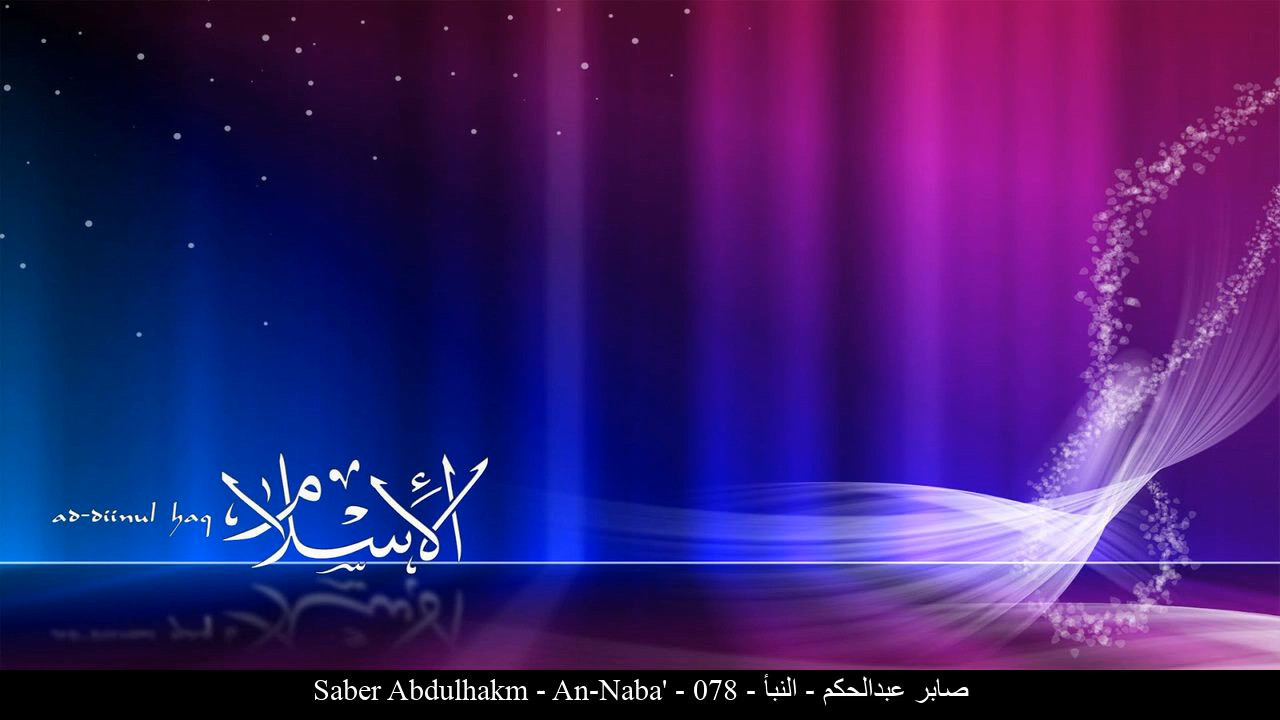 ad-diinul haq الإسلام
Saber Abdulhakm - An-Naba' - 078 - صابر عبدالحكم - النبأ